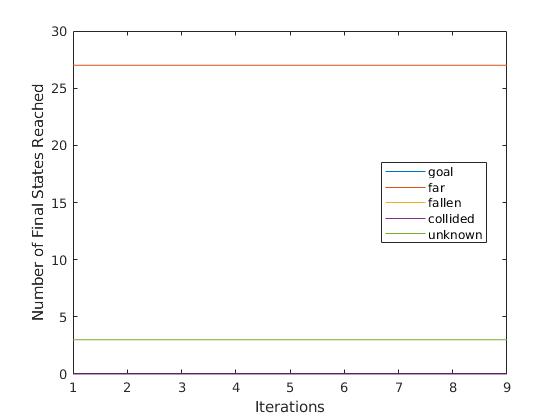 30
25
20
15
10
5
0
Number of Final States Reached
goal
far
fallen
collided
unknown
1 2 3 4 5 6 7 8 9
Iterations